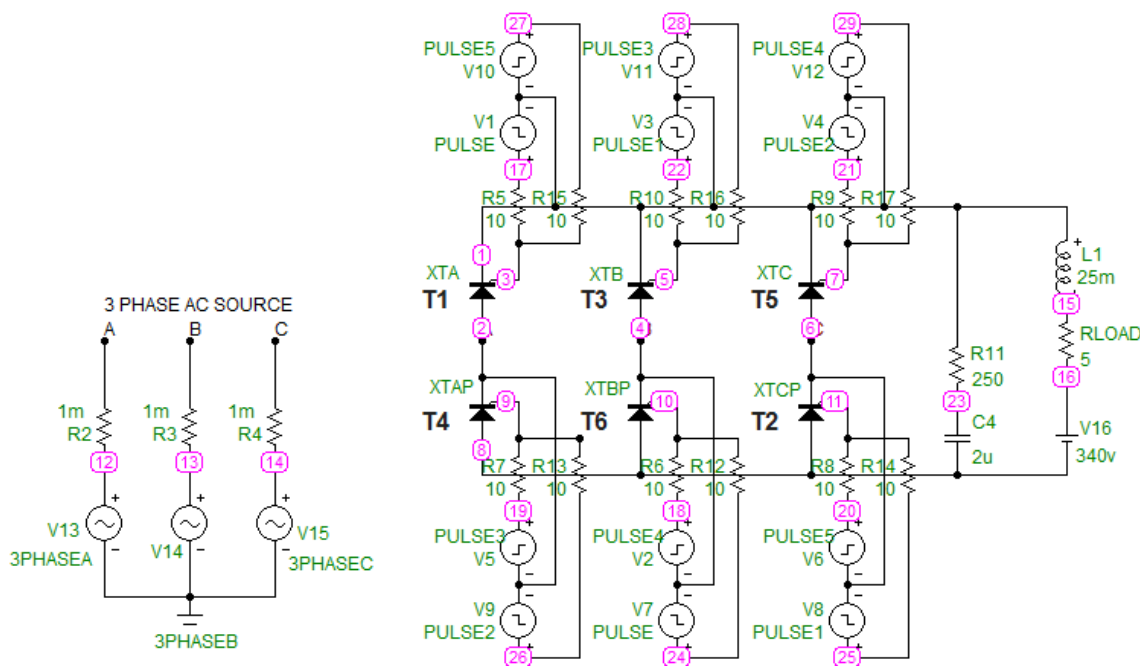 27
28
29
PULSE5
V10
PULSE3
V11
PULSE4
V12
V1
PULSE
V3
PULSE1
V4
PULSE2
17
22
21
R5
10
R15
10
R10
10
R16
10
R9
10
R17
10
1
XTA
3
T1
XTB
5
T3
XTC
7
T5
L1
25m
15
2
4
6
3 PHASE AC SOURCE
A
B
C
R11
250
RLOAD
5
16
XTAP
9
T4
XTBP
10
T6
XTCP
11
T2
23
C4
2u
V16
340v
8
1m
R2
1m
R3
1m
R4
12
13
14
R7
10
R13
10
R6
10
R12
10
R8
10
R14
10
19
18
20
V13
3PHASEA
V14
V15
3PHASEC
3PHASEB
PULSE3
V5
PULSE4
V2
PULSE5
V6
V9
PULSE2
V7
PULSE
V8
PULSE1
26
24
25